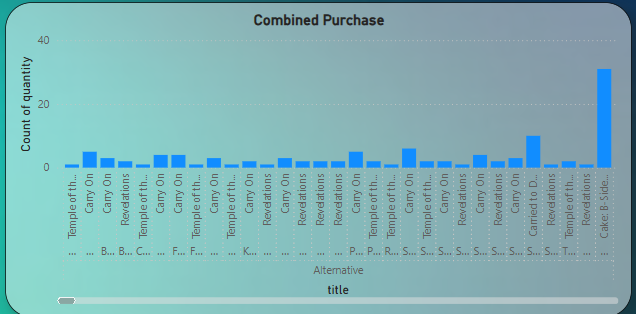 Combined Purchase
Count of quantity
40
20
0
Temple of th...
Carry On
Carry On
Revelations
Temple of th...
Carry On
Carry On
Temple of th...
Carry On
Temple of th...
Carry On
Revelations
Carry On
Revelations
Revelations
Revelations
Carry On
Temple of th...
Temple of th...
Carry On
Temple of th...
Carry On
Revelations
Carry On
Revelations
Carry On
Carried to D...
Revelations
Temple of th...
Revelations
Cake: B-Side...
... ... B... B... C... ... F... F... ... ... K... ... ... ... ... ... P... P... R... S... S... S... S... S... S... S... S... S... T... ... ...
Alternative
title